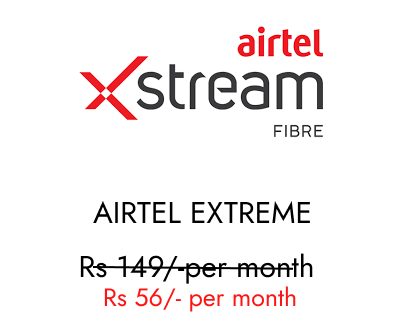 airtel
Xstream
FIBRE
AIRTEL EXTREME
Rs 149/-per month
Rs 56/- per month